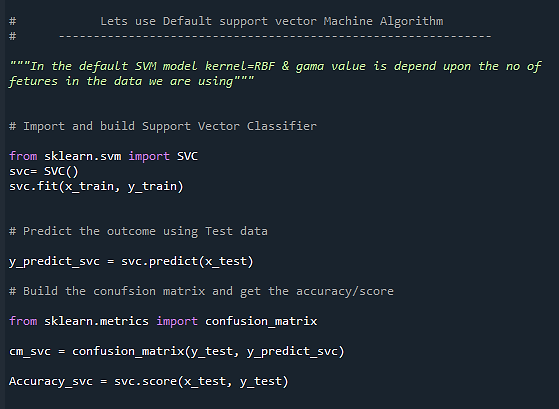 #           Lets use Default support vector Machine Algorithm
#     ---------------------------------------------------------
"""In the default SVM model kernel=RBF & gama value is depend upon the no of
fetures in the data we are using"""
# Import and build Support Vector Classifier
from sklearn.svm import SVC
svc= SVC()
svc.fit(x_train, y_train)
# Predict the outcome using Test data
y_predict_svc = svc.predict(x_test)
# Build the conufsion matrix and get the accuracy/score
from sklearn.metrics import confusion_matrix
cm_svc = confusion_matrix(y_test, y_predict_svc)
Accuracy_svc = svc.score(x_test, y_test)